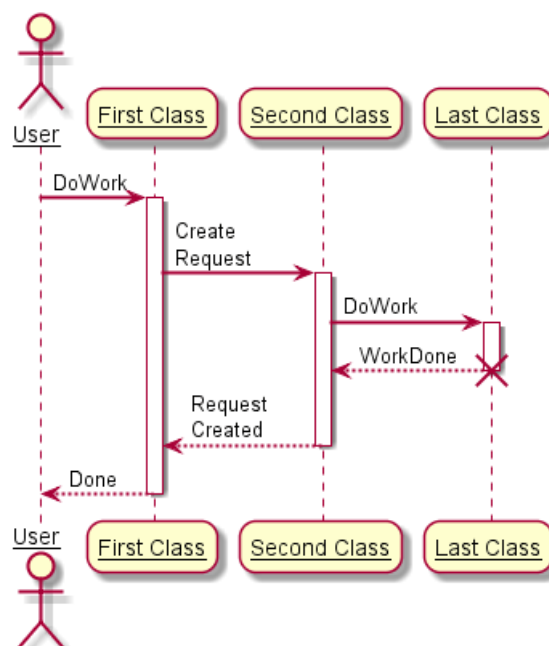 User
First Class
Second Class
Last Class
DoWork
Create
Request
DoWork
WorkDone
Request
Created
Done
User
First Class
Second Class
Last Class